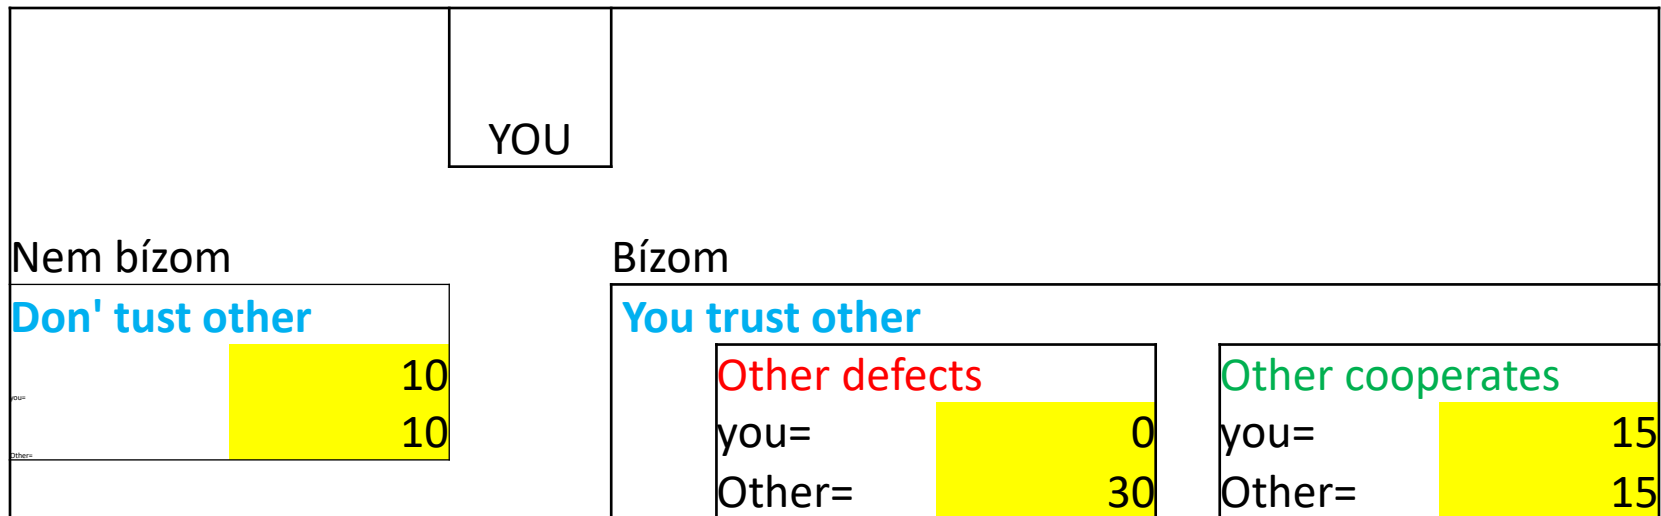 YOU
Nem bízom
Bízom
Don' tust other
You trust other
10
you=
10
Other=
Other defects
you= 0
Other= 30
Other cooperates
you= 15
Other= 15